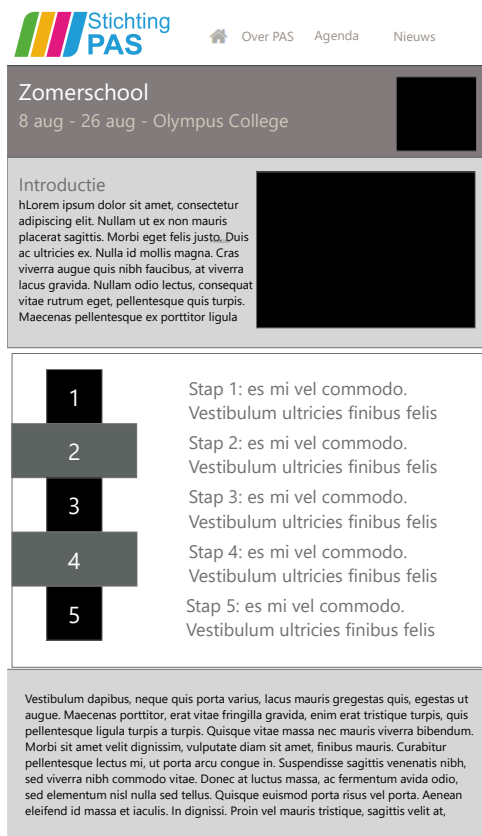 Stichting
PAS
Over PAS
Agenda
Nieuws
Zomerschool
8 aug - 26 aug - Olympus College
Introductie
hLorem ipsum dolor sit amet, consectetur
adipiscing elit. Nullam ut ex non mauris
placerat sagittis. Morbi eget felis justo. Duis
ac ultricies ex. Nulla id mollis magna. Cras
viverra augue quis nibh faucibus, at viverra
lacus gravida. Nullam odio lectus, consequat
vitae rutrum eget, pellentesque quis turpis.
Maecenas pellentesque ex porttitor ligula
1
Stap 1: es mi vel commodo.
Vestibulum ultricies finibus felis
2
Stap 2: es mi vel commodo.
Vestibulum ultricies finibus felis
3
Stap 3: es mi vel commodo.
Vestibulum ultricies finibus felis
4
Stap 4: es mi vel commodo.
Vestibulum ultricies finibus felis
5
Stap 5: es mi vel commodo.
Vestibulum ultricies finibus felis
Vestibulum dapibus, neque quis porta varius, lacus mauris gregestas quis, egestas ut
augue. Maecenas porttitor, erat vitae fringilla gravida, enim erat tristique turpis, quis
pellentesque ligula turpis a turpis. Quisque vitae massa nec mauris viverra bibendum.
Morbi sit amet velit dignissim, vulputate diam sit amet, finibus mauris. Curabitur
pellentesque lectus mi, ut porta arcu congue in. Suspendisse sagittis venenatis nibh,
sed viverra nibh commodo vitae. Donec at luctus massa, ac fermentum avida odio,
sed elementum nisl nulla sed tellus. Quisque euismod porta risus vel porta. Aenean
eleifend id massa et iaculis. In dignissi. Proin vel mauris tristique, sagittis velit at,